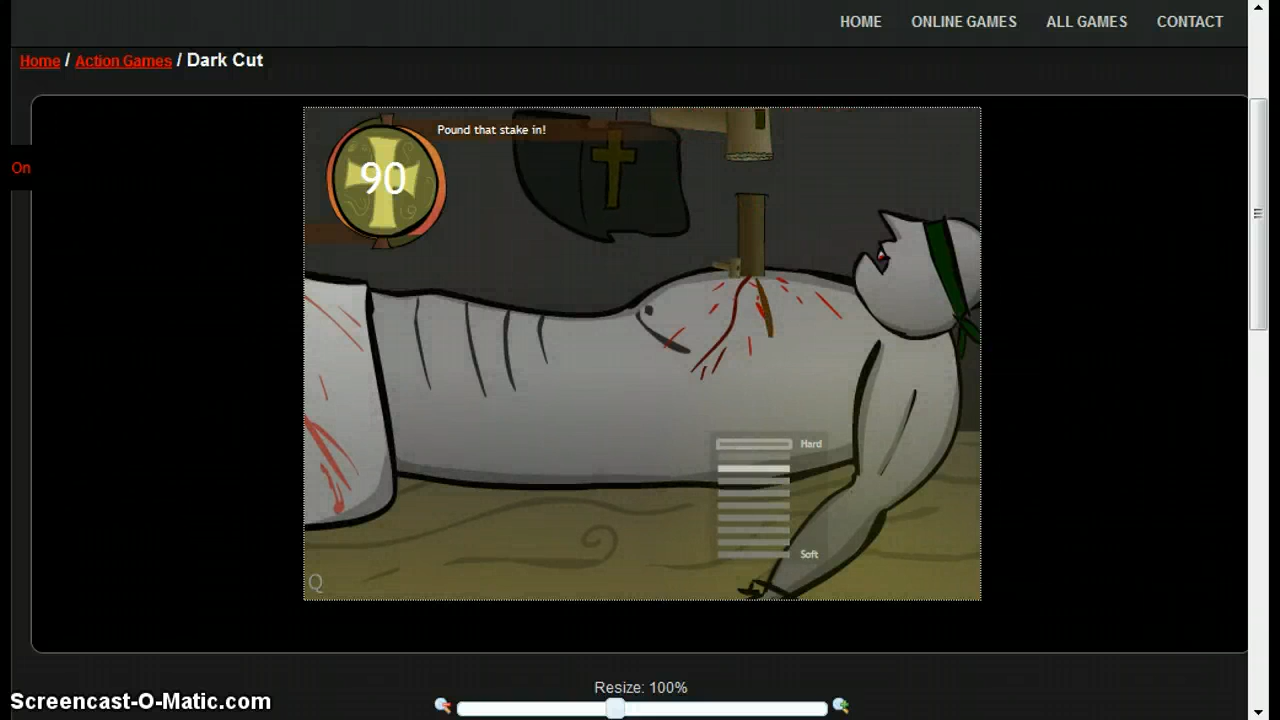 HOME ONLINE GAMES ALL GAMES CONTACT
Home / Action Games / Dark Cut
Pound that stake in!
90
On
Hard
Soft
Q
Resize: 100%
Screencast-O-Matic.com